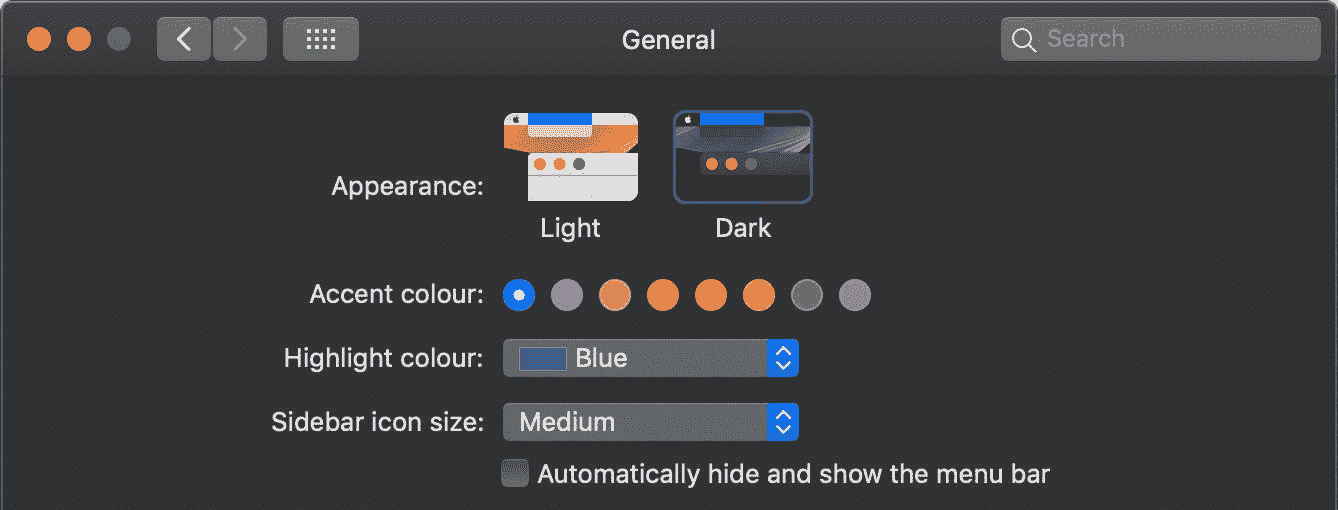 General
Search
Appearance:
Light
Dark
Accent colour:
Highlight colour:
Blue
Sidebar icon size:
Medium
Automatically hide and show the menu bar